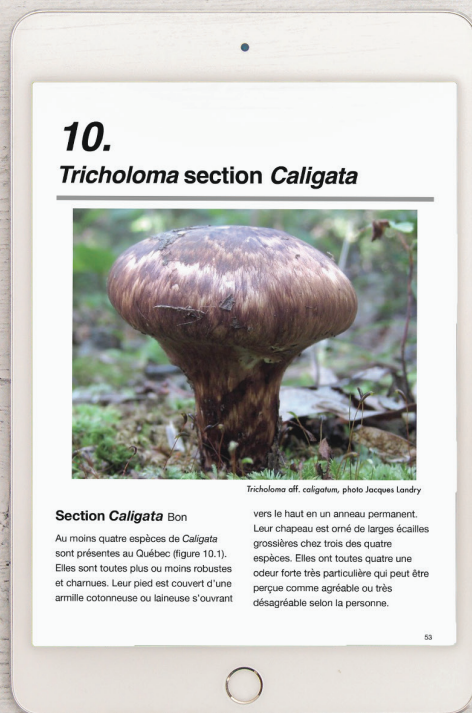 10.
Tricholoma section Caligata
Tricholoma aff. caligatum, photo Jacques Landry
Section Caligata Bon
Au moins quatre espèces de Caligata
sont présentes au Québec (figure 10.1).
Elles sont toutes plus ou moins robustes
et charnues. Leur pied est couvert d'une
armille cotonneuse ou laineuse s'ouvrant
vers le haut en un anneau permanent.
Leur chapeau est orné de larges écailles
grossières chez trois des quatre
espèces. Elles ont toutes quatre une
odeur forte très particulière qui peut être
perçue comme agréable ou très
désagréable selon la personne.
53